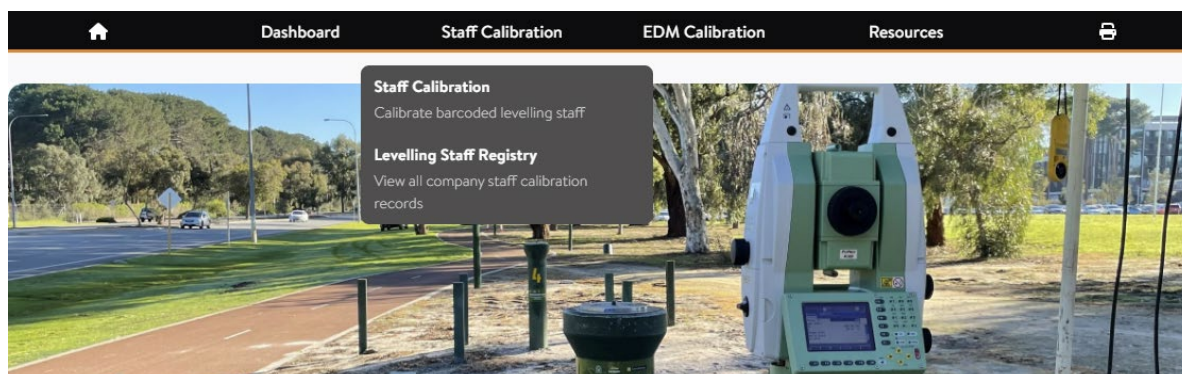 Dashboard Staff Calibration EDM Calibration Resources
Staff Calibration
Calibrate barcoded levelling staff
Levelling Staff Registry
View all company staff calibration
records
4